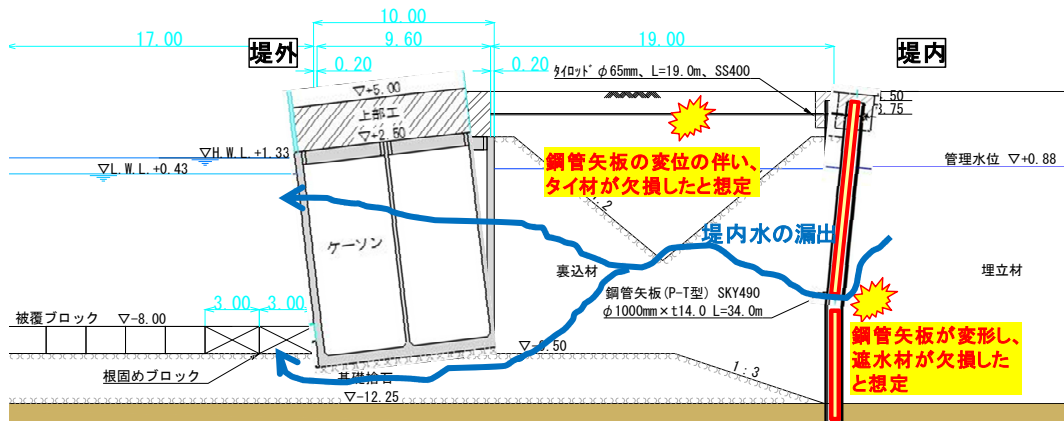 10.00
17.00
堤外
9.60
19.00
堤内
0.20
0.20
ﾀｲﾛｯﾄﾞ φ65mm、L=19.0m、SS400
▽+5.00
上部工
▽+2.50
.50
3.75
▽H.W.L.+1.33
▽L.W.L.+0.43
管理水位 ▽+0.88
鋼管矢板の変位の伴い、
タイ材が欠損したと想定
1:2
堤内水の漏出
ケーソン
裏込材
埋立材
鋼管矢板(P-T型) SKY490
φ1000mm×t14.0 L=34.0m
3.00
3.00
被覆ブロック
▽-8.00
鋼管矢板が変形し、
遮水材が欠損した
と想定
根固めブロック
基礎捨石
1:3
▽-12.25